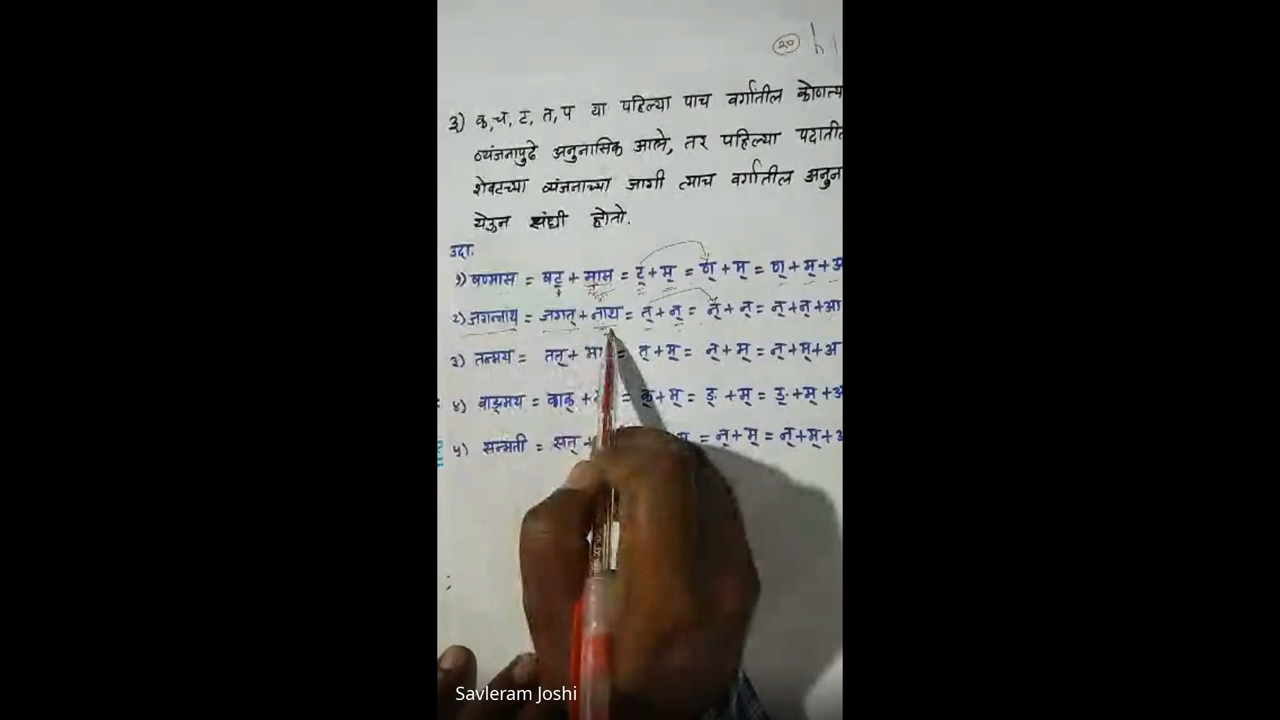 २०
३) क, च, ट, त, प या पहिल्या पाच वर्गातील कोणत्य
व्यंजनापुढे अनुनासिक आले, तर पहिल्या पदातील
शेवटच्या व्यंजनाच्या जागी त्याच वर्गातील अनुन
येऊन संधी होतो.
उदा.
१) षण्मास = षट् + मास = ट् + म् = ण् + म् = ण् + म् + अ
२) जगन्नाथ = जगत् + नाथ = त् + न् = न् + न् = न् + न् + आ
३) तन्मय = तत् + म = त् + म् = न् + म् = न् + म् + अ
४) वाङ्मय = वाक् + = क् + म् = ङ् + म् = ङ् + म् + अ
५) सन्मती = सत् + = न् + म् = न् + म् + अ
Savleram Joshi